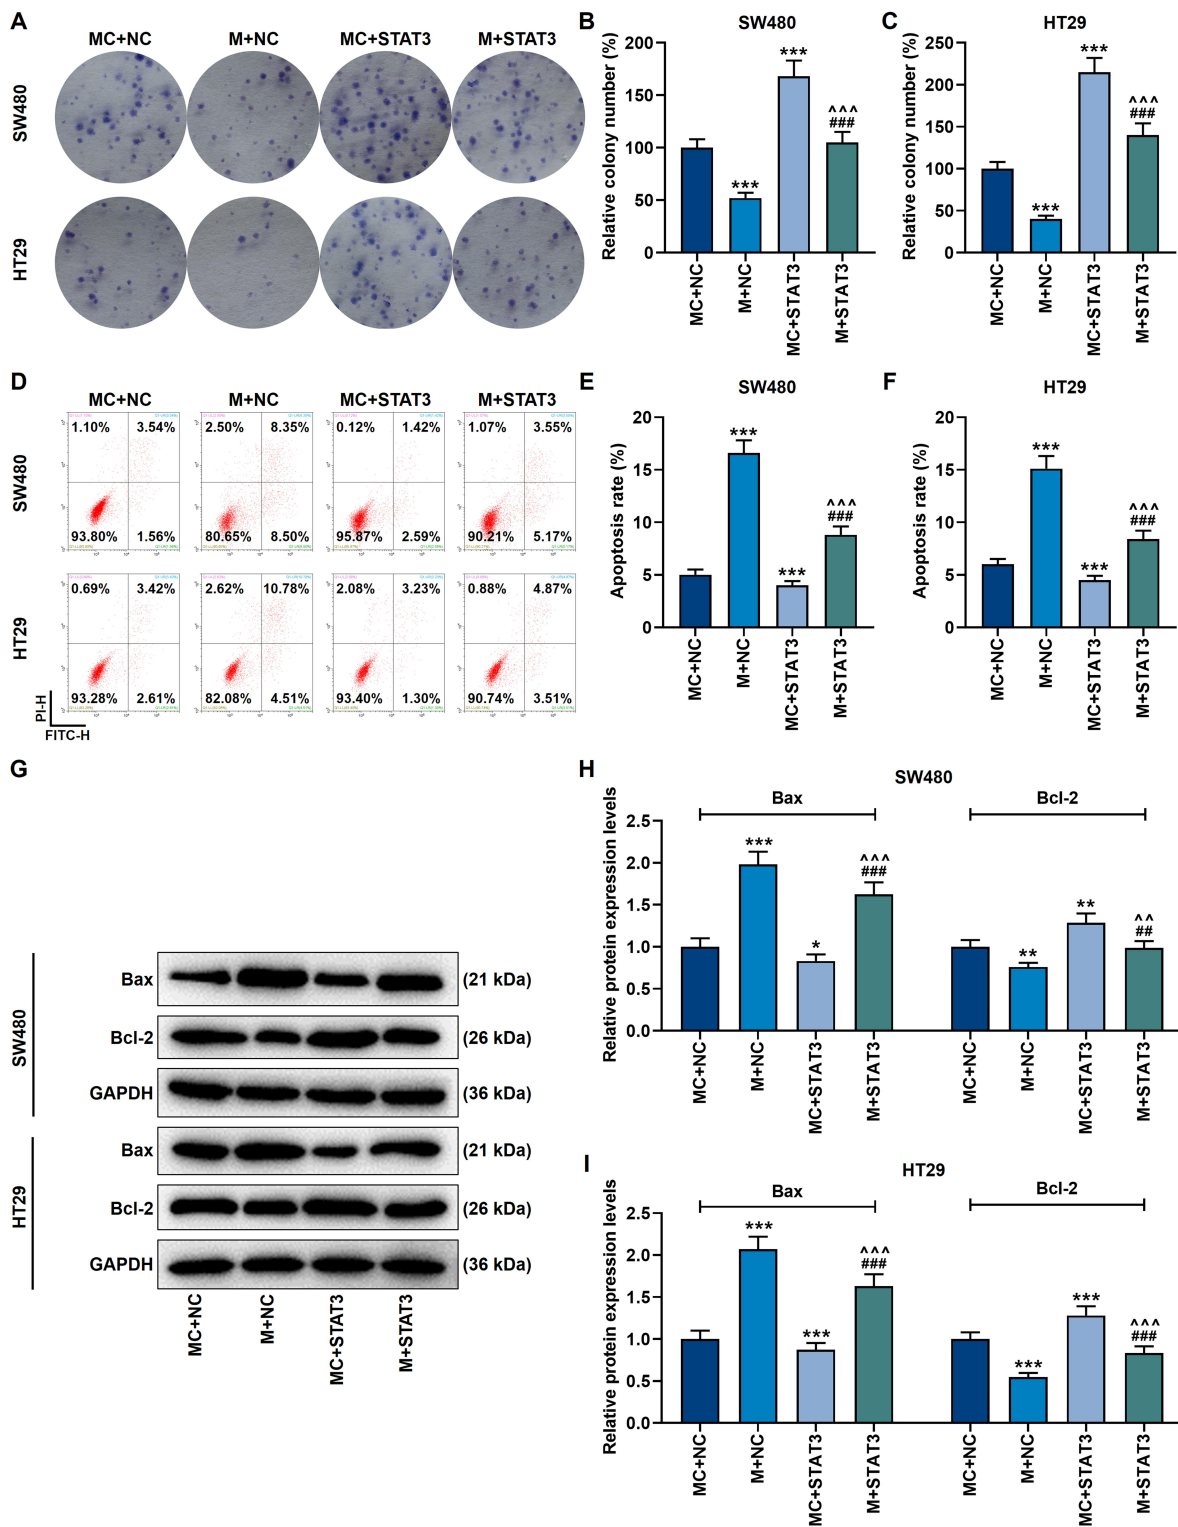 A
MC+NC M+NC MC+STAT3 M+STAT3
SW480
HT29
B
SW480
Relative colony number (%)
200
150
100
50
0
***
***
^^^
###
MC+NC
M+NC
MC+STAT3
M+STAT3
C
HT29
Relative colony number (%)
250
200
150
100
50
0
***
***
^^^
###
MC+NC
M+NC
MC+STAT3
M+STAT3
D
MC+NC M+NC MC+STAT3 M+STAT3
SW480
1.10% 3.54% 2.50% 8.35% 0.12% 1.42% 1.07% 3.55%
93.80% 1.56% 80.65% 8.50% 95.87% 2.59% 90.21% 5.17%
HT29
0.69% 3.42% 2.62% 10.78% 2.08% 3.23% 0.88% 4.87%
93.28% 2.61% 82.08% 4.51% 93.40% 1.30% 90.74% 3.51%
PI-H
FITC-H
E
SW480
Apoptosis rate (%)
20
15
10
5
0
***
***
^^^
###
MC+NC
M+NC
MC+STAT3
M+STAT3
F
HT29
Apoptosis rate (%)
20
15
10
5
0
***
***
^^^
###
MC+NC
M+NC
MC+STAT3
M+STAT3
G
SW480
Bax (21 kDa)
Bcl-2 (26 kDa)
GAPDH (36 kDa)
HT29
Bax (21 kDa)
Bcl-2 (26 kDa)
GAPDH (36 kDa)
MC+NC
M+NC
MC+STAT3
M+STAT3
H
SW480
Bax Bcl-2
Relative protein expression levels
2.5
2.0
1.5
1.0
0.5
0.0
***
*
^^^
###
**
**
^^
##
MC+NC
M+NC
MC+STAT3
M+STAT3
MC+NC
M+NC
MC+STAT3
M+STAT3
I
HT29
Bax Bcl-2
Relative protein expression levels
2.5
2.0
1.5
1.0
0.5
0.0
***
***
^^^
###
***
***
^^^
###
MC+NC
M+NC
MC+STAT3
M+STAT3
MC+NC
M+NC
MC+STAT3
M+STAT3